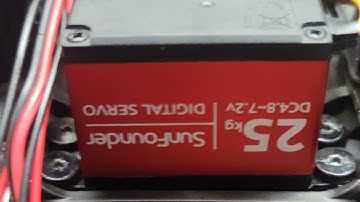 25kg
DC4.8~7.2v
SunFounder
DIGITAL SERVO